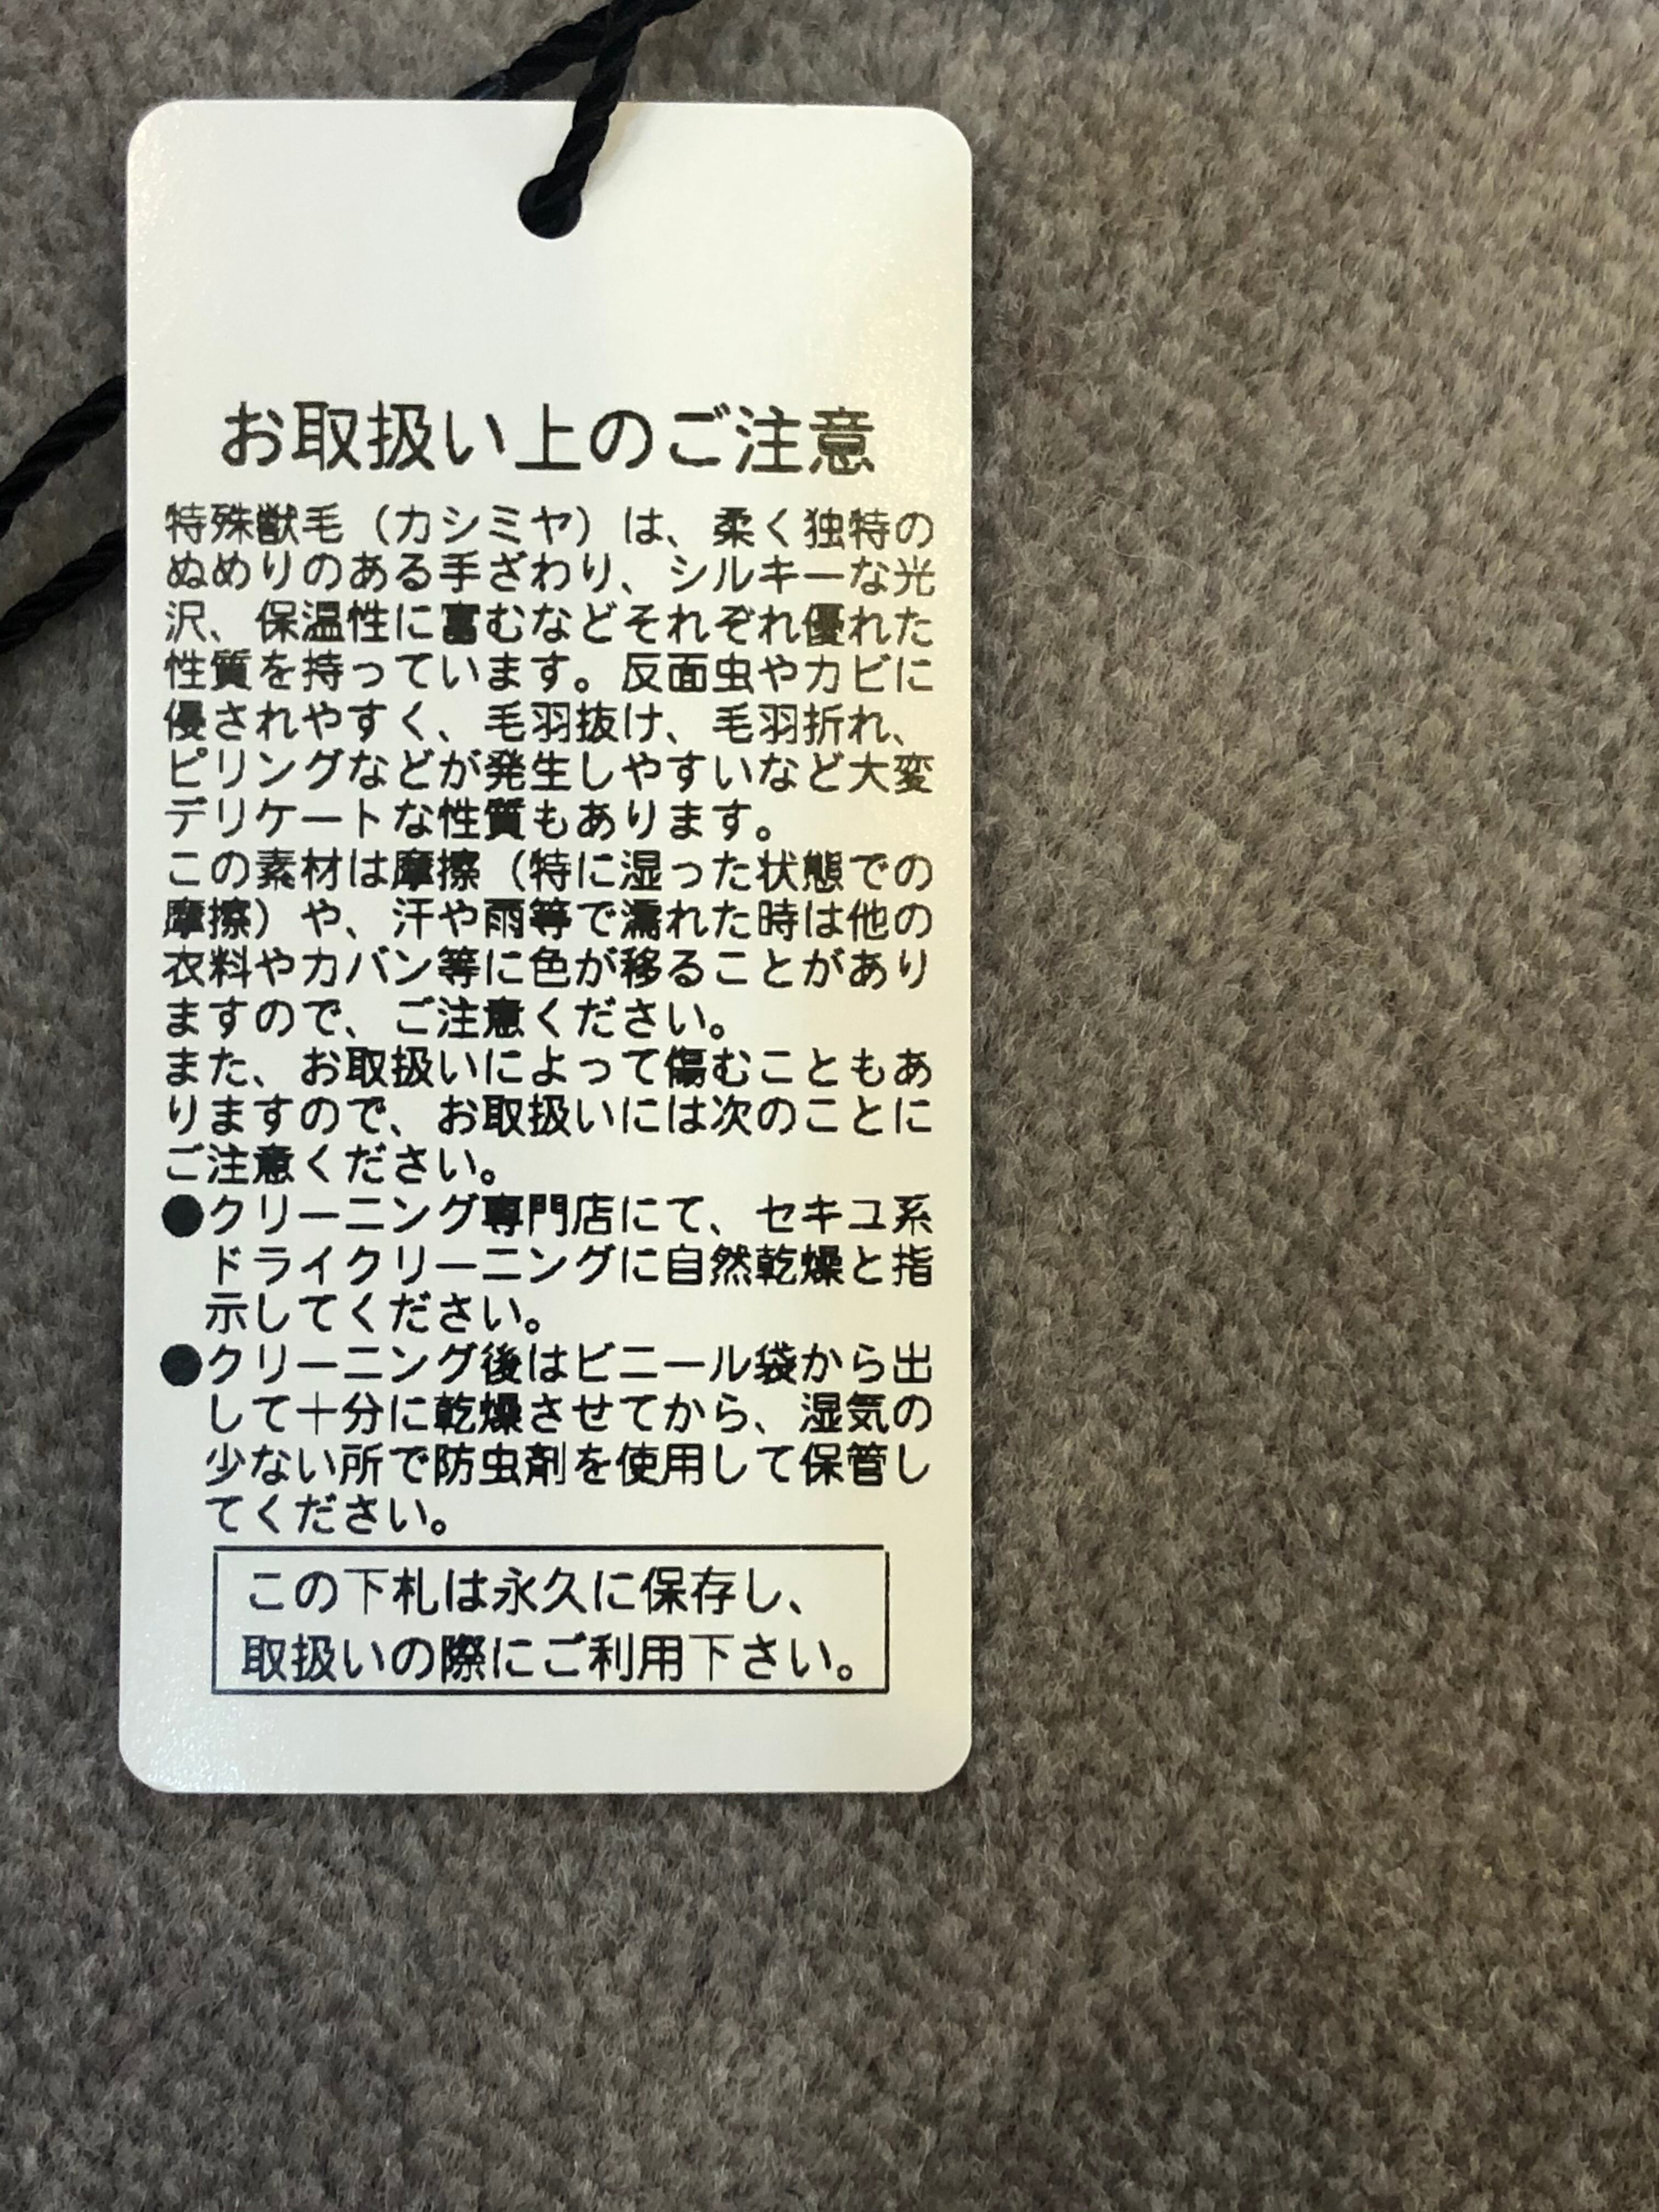 お取扱い上のご注意
特殊獣毛（カシミヤ）は、柔く独特の
ぬめりのある手ざわり、シルキーな光
沢、保温性に富むなどそれぞれ優れた
性質を持っています。反面虫やカビに
優されやすく、毛羽抜け、毛羽折れ、
ピリングなどが発生しやすいなど大変
デリケートな性質もあります。
この素材は摩擦（特に湿った状態での
摩擦）や、汗や雨等で濡れた時は他の
衣料やカバン等に色が移ることがあり
ますので、ご注意ください。
また、お取扱いによって傷むこともあ
りますので、お取扱いには次のことに
ご注意ください。
●クリーニング専門店にて、セキユ系
ドライクリーニングに自然乾燥と指
示してください。
●クリーニング後はビニール袋から出
して十分に乾燥させてから、湿気の
少ない所で防虫剤を使用して保管し
てください。
この下札は永久に保存し、
取扱いの際にご利用下さい。